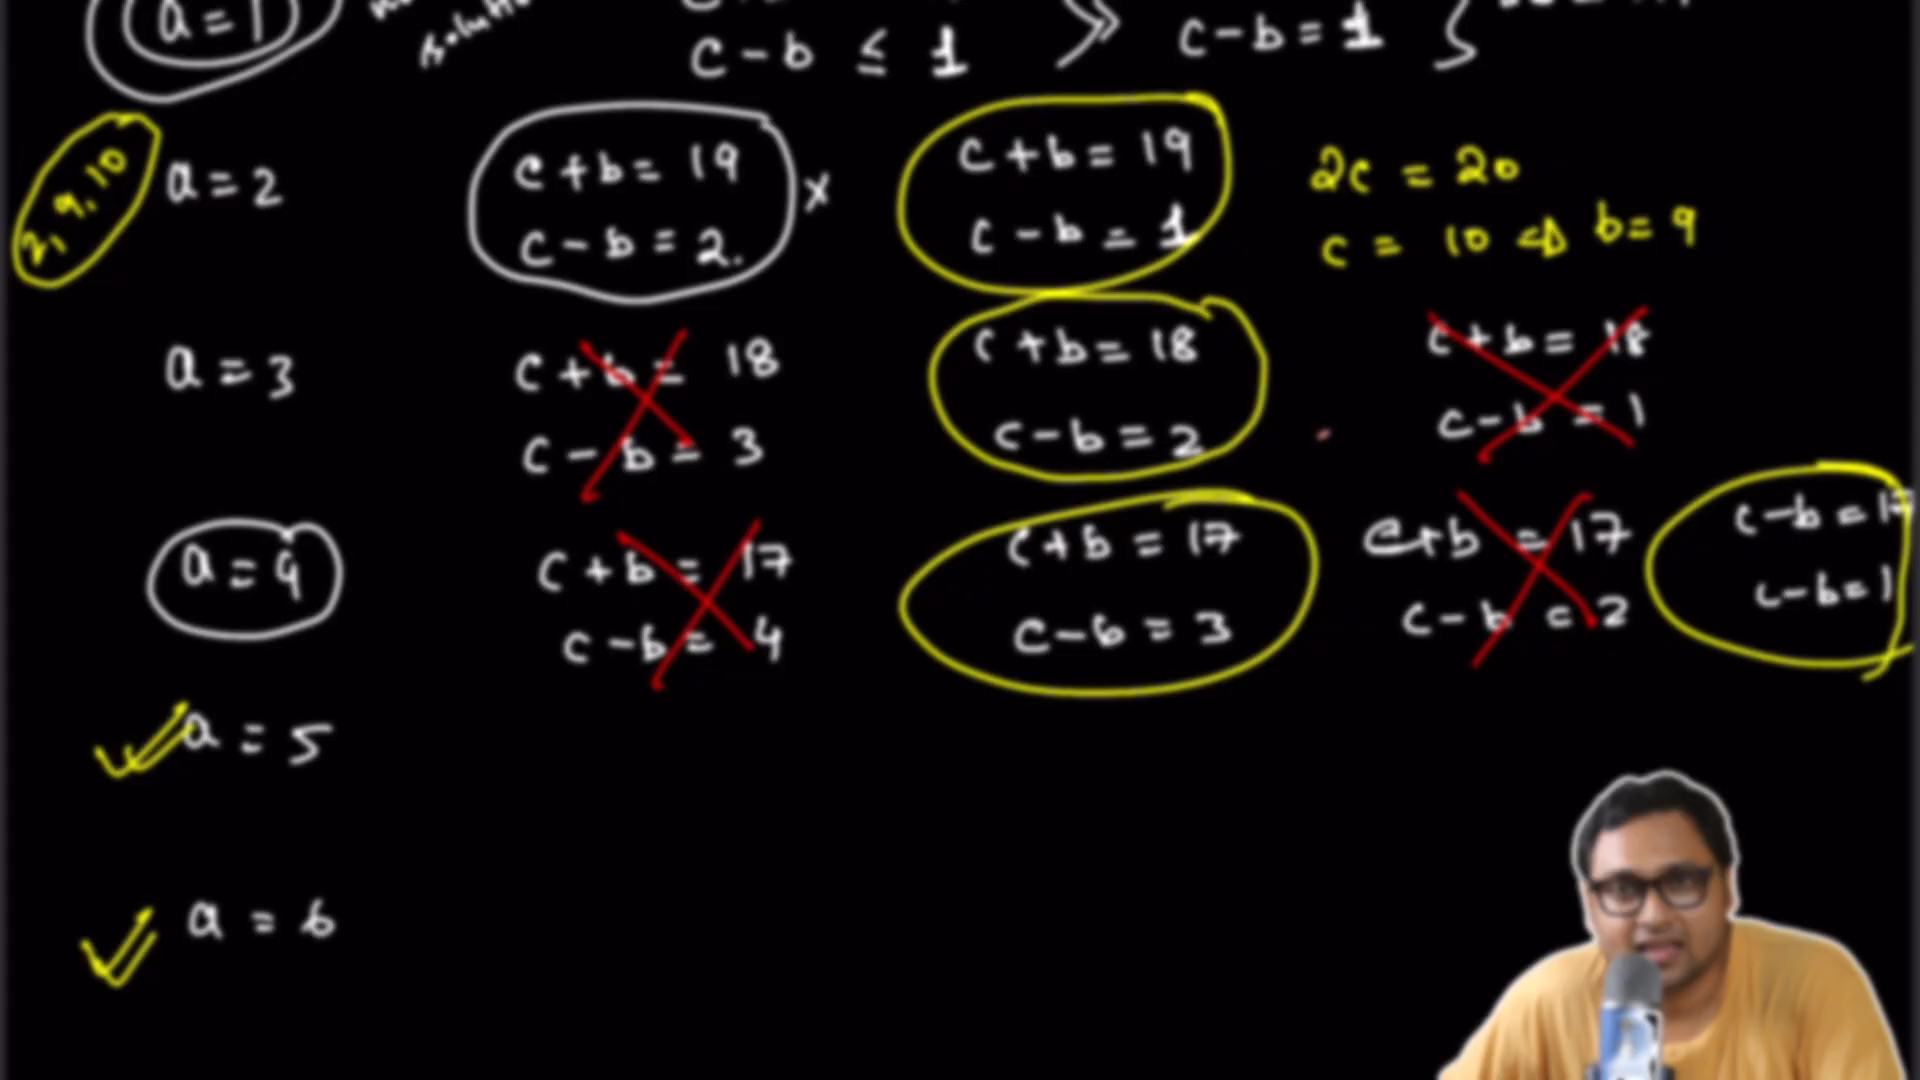 a = 1
c - b ≤ 1
c - b = 1
2, 9, 10
a = 2
c + b = 19
c - b = 2.
x
c + b = 19
c - b = 1
2c = 20
c = 10 ⇔ b = 9
a = 3
c + b = 18
c - b = 3
c + b = 18
c - b = 2
c + b = 18
c - b = 1
a = 4
c + b = 17
c - b = 4
c + b = 17
c - b = 3
c + b = 17
c - b = 2
c - b = 17
c - b = 1
a = 5
a = 6